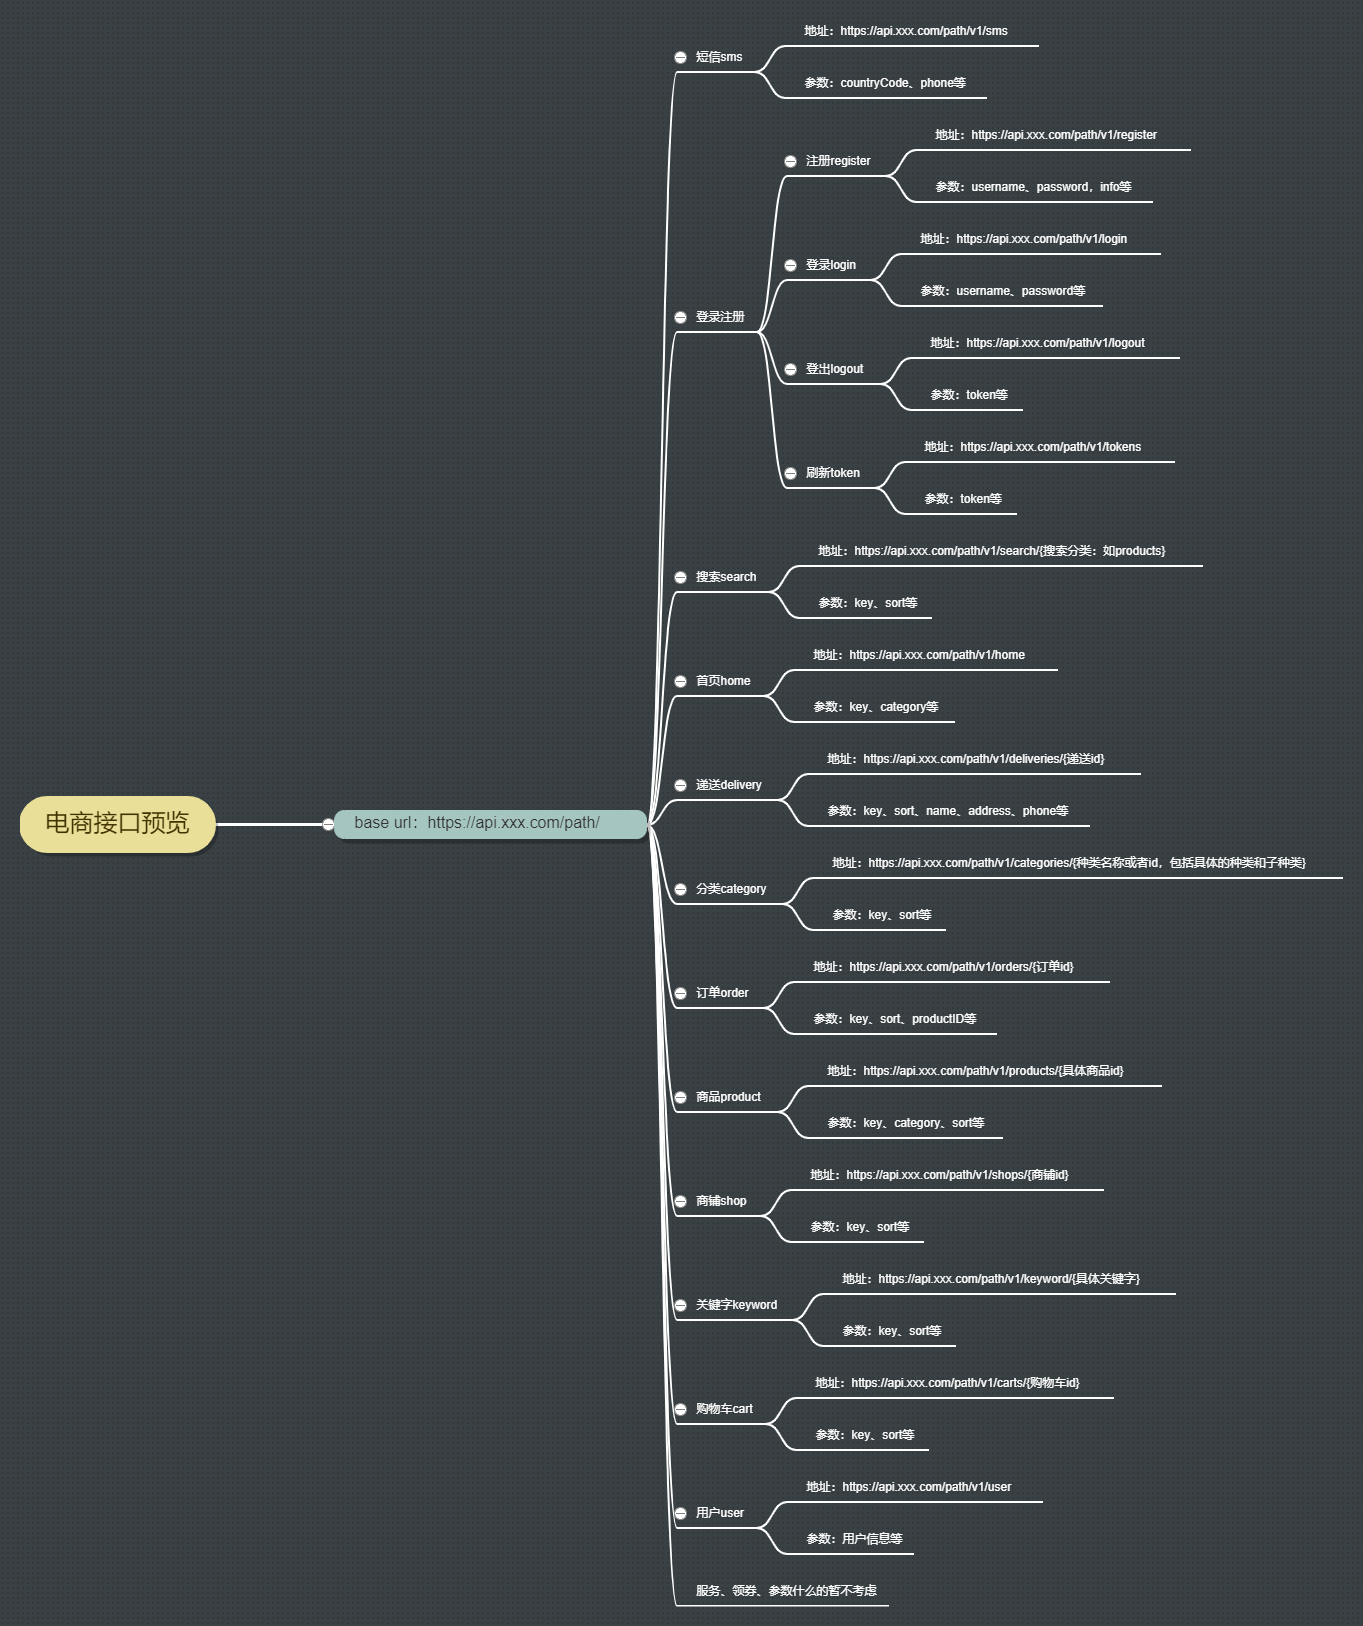 电商接口预览
base url：https://api.xxx.com/path/
短信sms
地址：https://api.xxx.com/path/v1/sms
参数：countryCode、phone等
登录注册
注册register
地址：https://api.xxx.com/path/v1/register
参数：username、password，info等
登录login
地址：https://api.xxx.com/path/v1/login
参数：username、password等
登出logout
地址：https://api.xxx.com/path/v1/logout
参数：token等
刷新token
地址：https://api.xxx.com/path/v1/tokens
参数：token等
搜索search
地址：https://api.xxx.com/path/v1/search/{搜索分类：如products}
参数：key、sort等
首页home
地址：https://api.xxx.com/path/v1/home
参数：key、category等
递送delivery
地址：https://api.xxx.com/path/v1/deliveries/{递送id}
参数：key、sort、name、address、phone等
分类category
地址：https://api.xxx.com/path/v1/categories/{种类名称或者id，包括具体的种类和子种类}
参数：key、sort等
订单order
地址：https://api.xxx.com/path/v1/orders/{订单id}
参数：key、sort、productID等
商品product
地址：https://api.xxx.com/path/v1/products/{具体商品id}
参数：key、category、sort等
商铺shop
地址：https://api.xxx.com/path/v1/shops/{商铺id}
参数：key、sort等
关键字keyword
地址：https://api.xxx.com/path/v1/keyword/{具体关键字}
参数：key、sort等
购物车cart
地址：https://api.xxx.com/path/v1/carts/{购物车id}
参数：key、sort等
用户user
地址：https://api.xxx.com/path/v1/user
参数：用户信息等
服务、领券、参数什么的暂不考虑